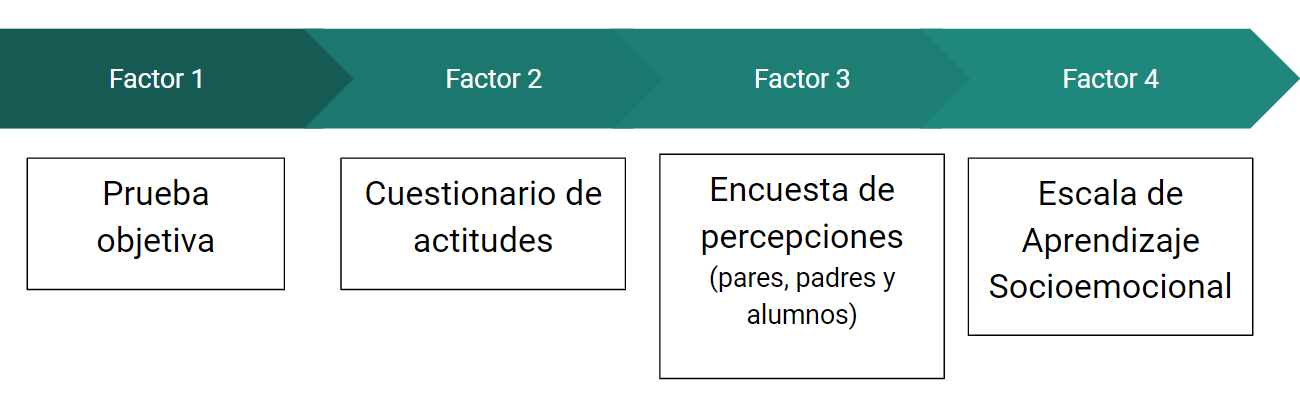 Factor 1
Factor 2
Factor 3
Factor 4
Prueba
objetiva
Cuestionario de
actitudes
Encuesta de
percepciones
(pares, padres y
alumnos)
Escala de
Aprendizaje
Socioemocional